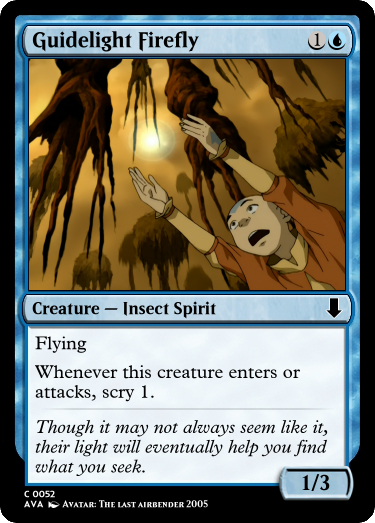 Guidelight Firefly 1
Creature — Insect Spirit
Flying
Whenever this creature enters or
attacks, scry 1.
Though it may not always seem like it,
their light will eventually help you find
what you seek.
1/3
C 0052
AVA Avatar: The last airbender 2005